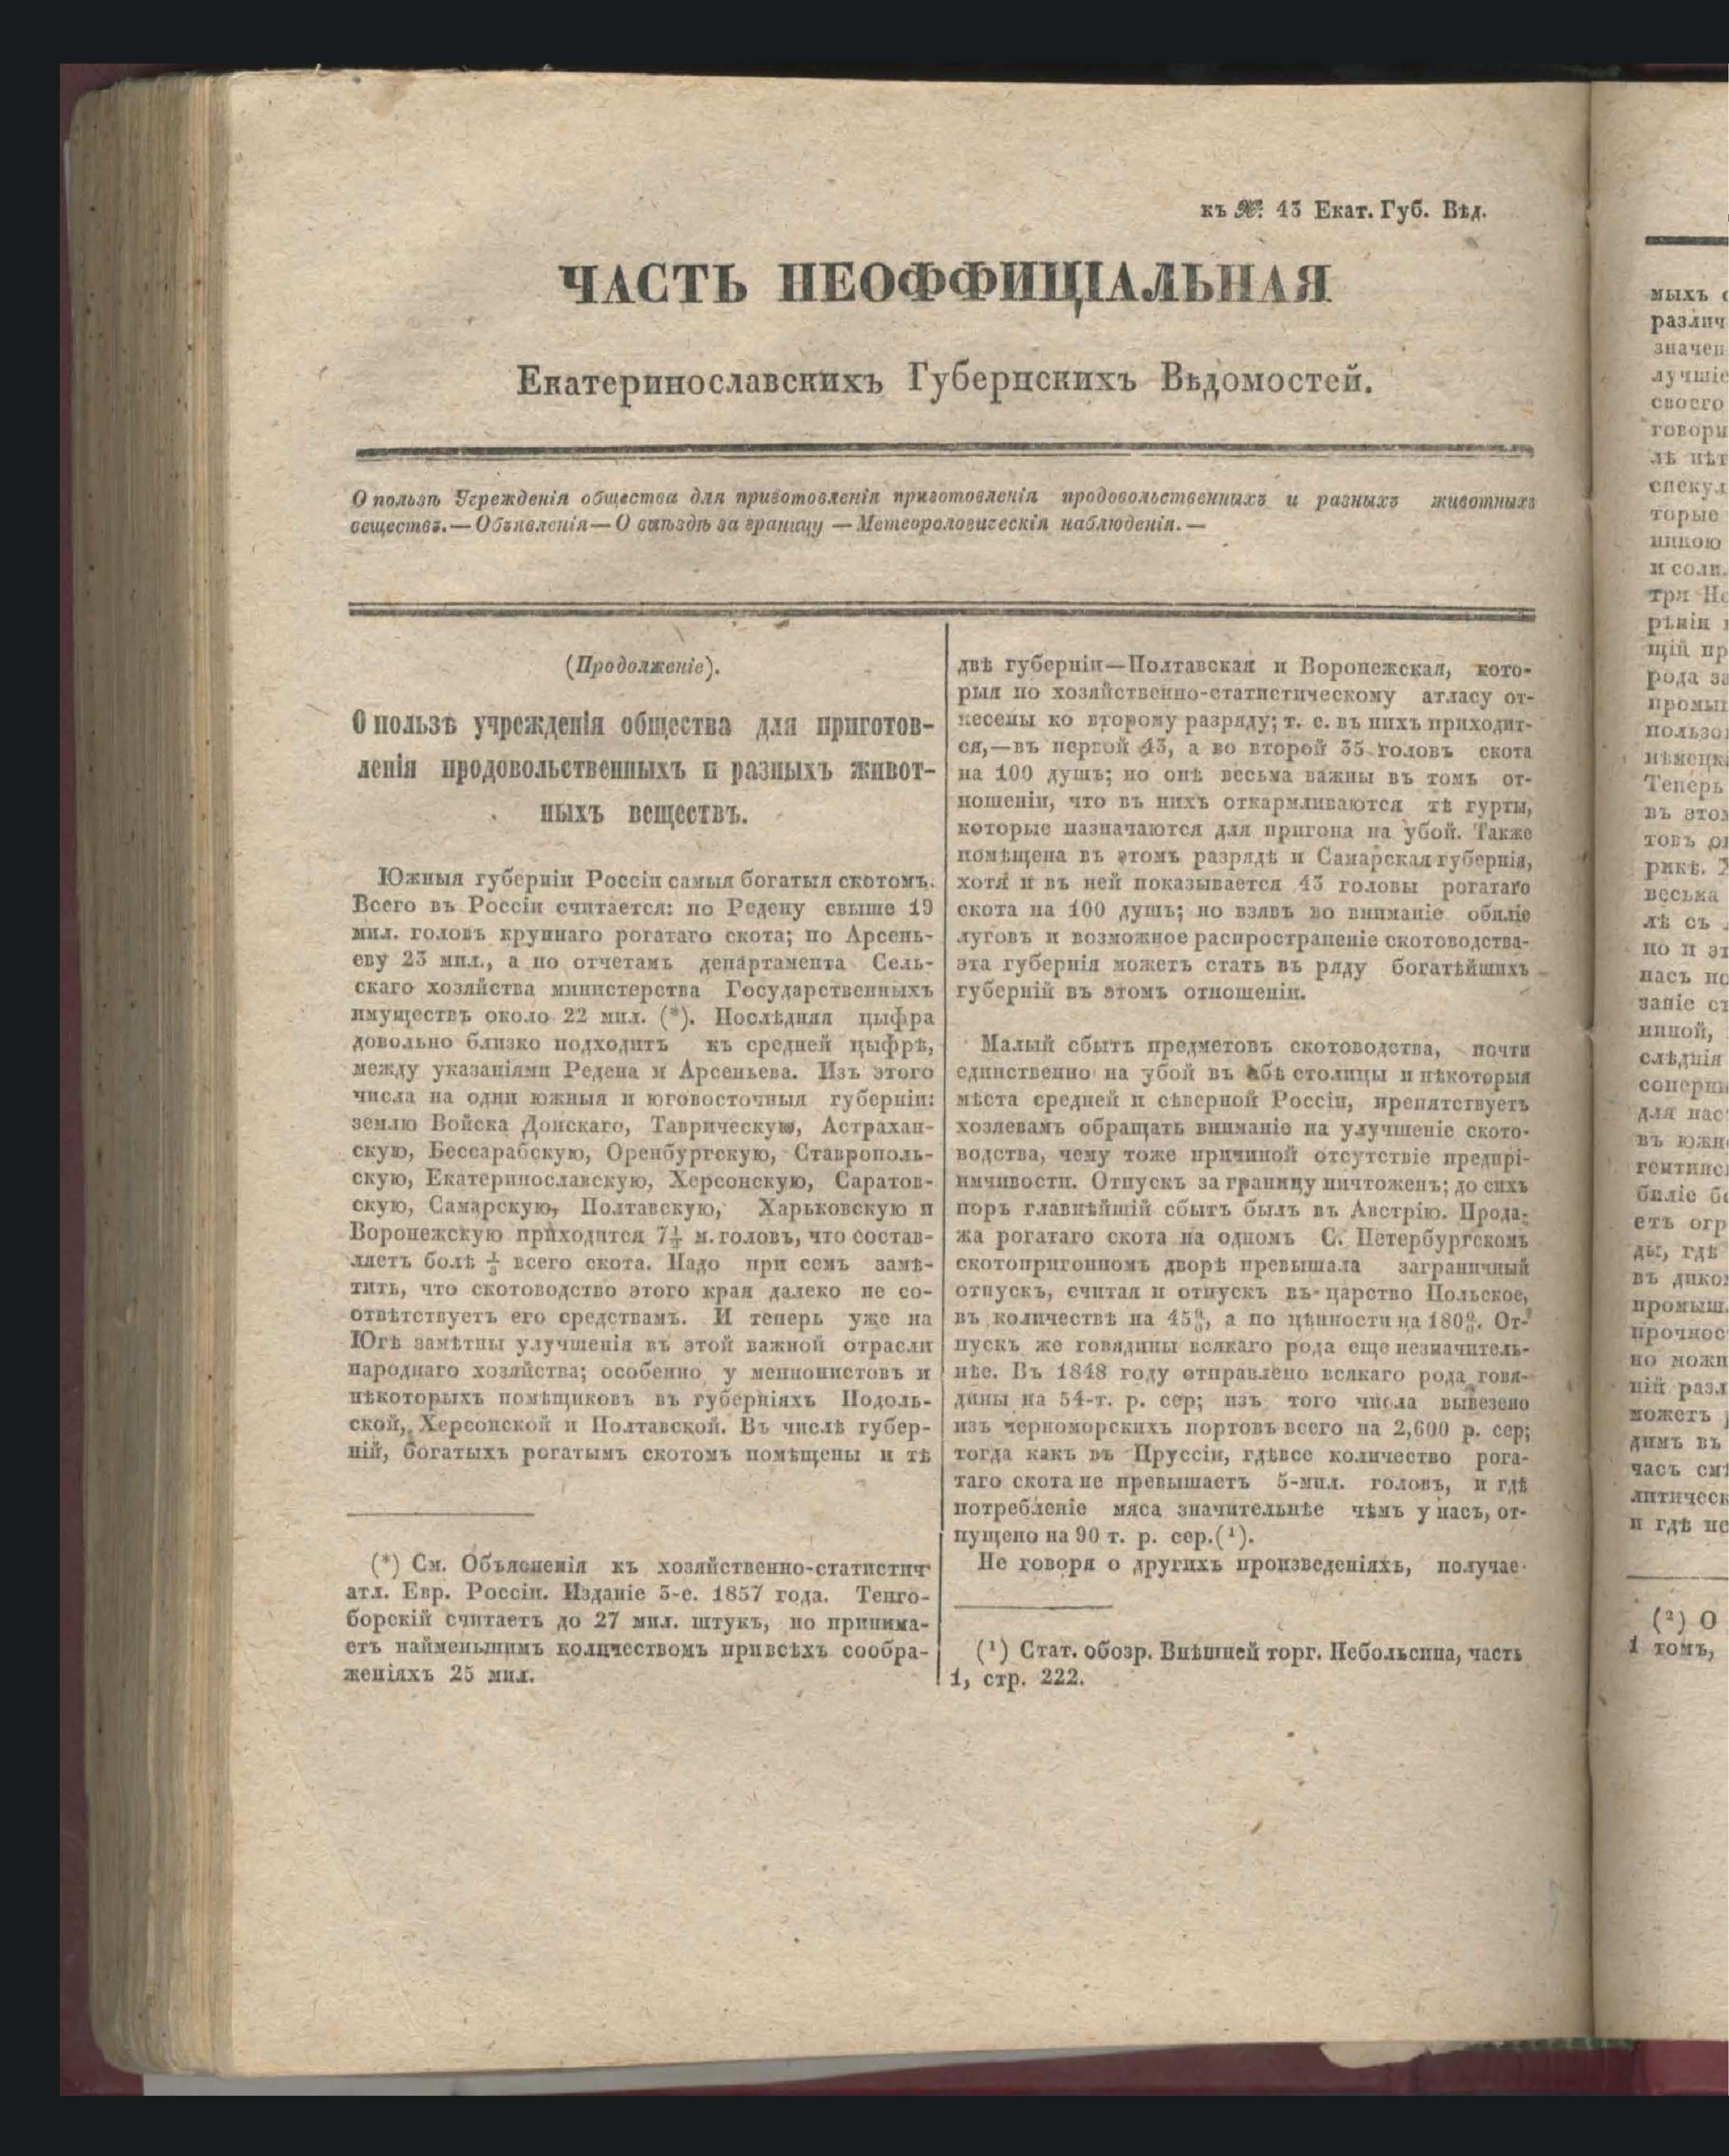 къ №: 43 Екат. Губ. Вѣд.
ЧАСТЬ НЕОФФИЦІАЛЬНАЯ
Екатеринославскихъ Губернскихъ Вѣдомостей.
О пользѣ Учрежденія общества для приготовленія приготовленія продовольственныхъ и разныхъ животныхъ
веществъ.— Объявленія— О выѣздѣ за границу — Метеорологическія наблюденія. —
(Продолженіе).
О пользѣ учрежденія общества для приготов-
ленія продовольственныхъ и разныхъ живот-
ныхъ веществъ.
Южныя губерніи Россіи самыя богатыя скотомъ.
Всего въ Россіи считается: по Редену свыше 19
мил. головъ крупнаго рогатаго скота; по Арсень-
еву 23 мил., а по отчетамъ департамента Сель-
скаго хозяйства министерства Государственныхъ
имуществъ около 22 мил. (*). Послѣдняя цыфра
довольно близко подходитъ къ средней цыфрѣ,
между указаніями Редена и Арсеньева. Изъ этого
числа на одни южныя и юговосточныя губерніи:
землю Войска Донскаго, Таврическую, Астрахан-
скую, Бессарабскую, Оренбургскую, Ставрополь-
скую, Екатеринославскую, Херсонскую, Саратов-
скую, Самарскую, Полтавскую, Харьковскую и
Воронежскую приходится 7½ м. головъ, что состав-
ляетъ болѣ ⅓ всего скота. Надо при семъ замѣ-
тить, что скотоводство этого края далеко не со-
отвѣтствуетъ его средствамъ. И теперь уже на
Югѣ замѣтны улучшенія въ этой важной отрасли
народнаго хозяйства; особенно у меннонистовъ и
нѣкоторыхъ помѣщиковъ въ губерніяхъ Подоль-
ской, Херсонской и Полтавской. Въ числѣ губер-
ній, богатыхъ рогатымъ скотомъ помѣщены и тѣ
(*) См. Объясненія къ хозяйственно-статистич
атл. Евр. Россіи. Изданіе 3-е. 1857 года. Тенго-
борскій считаетъ до 27 мил. штукъ, но принима-
етъ найменьшимъ количествомъ привсѣхъ сообра-
женіяхъ 25 мил.
двѣ губерніи—Полтавская и Воронежская, кото-
рыя по хозяйственно-статистическому атласу от-
несены ко второму разряду; т. е. въ нихъ приходит-
ся,—въ первой 43, а во второй 35 головъ скота
на 100 душъ; но онѣ весьма важны въ томъ от-
ношеніи, что въ нихъ откармливаются тѣ гурты,
которые назначаются для пригона на убой. Также
помѣщена въ этомъ разрядѣ и Самарская губернія,
хотя и въ ней показывается 43 головы рогатаго
скота на 100 душъ; но взявъ во вниманіе обиліе
луговъ и возможное распространеніе скотоводства-
эта губернія можетъ стать въ ряду богатѣйшихъ
губерній въ этомъ отношеніи.
Малый сбытъ предметовъ скотоводства, почти
единственно на убой въ обѣ столицы и нѣкоторыя
мѣста средней и сѣверной Россіи, препятствуетъ
хозяевамъ обращать вниманіе на улучшеніе ското-
водства, чему тоже причиной отсутствіе предпрі-
имчивости. Отпускъ за границу ничтоженъ; до сихъ
поръ главнѣйшій сбытъ былъ въ Австрію. Прода-
жа рогатаго скота на одномъ С. Петербургскомъ
скотопригонномъ дворѣ превышала заграничный
отпускъ, считая и отпускъ въ царство Польское,
въ количествѣ на 45%, а по цѣнности на 180%. От-
пускъ же говядины всякаго рода еще незначитель-
нѣе. Въ 1848 году отправлено всякаго рода говя-
дины на 54-т. р. сер; изъ того числа вывезено
изъ черноморскихъ портовъ всего на 2,600 р. сер;
тогда какъ въ Пруссіи, гдѣвсе количество рога-
таго скота не превышаетъ 5-мил. головъ, и гдѣ
потребленіе мяса значительнѣе чѣмъ у насъ, от-
пущено на 90 т. р. сер.(¹).
Не говоря о другихъ произведеніяхъ, получае-
(¹) Стат. обозр. Внѣшней торг. Небольсина, часть
1, стр. 222.